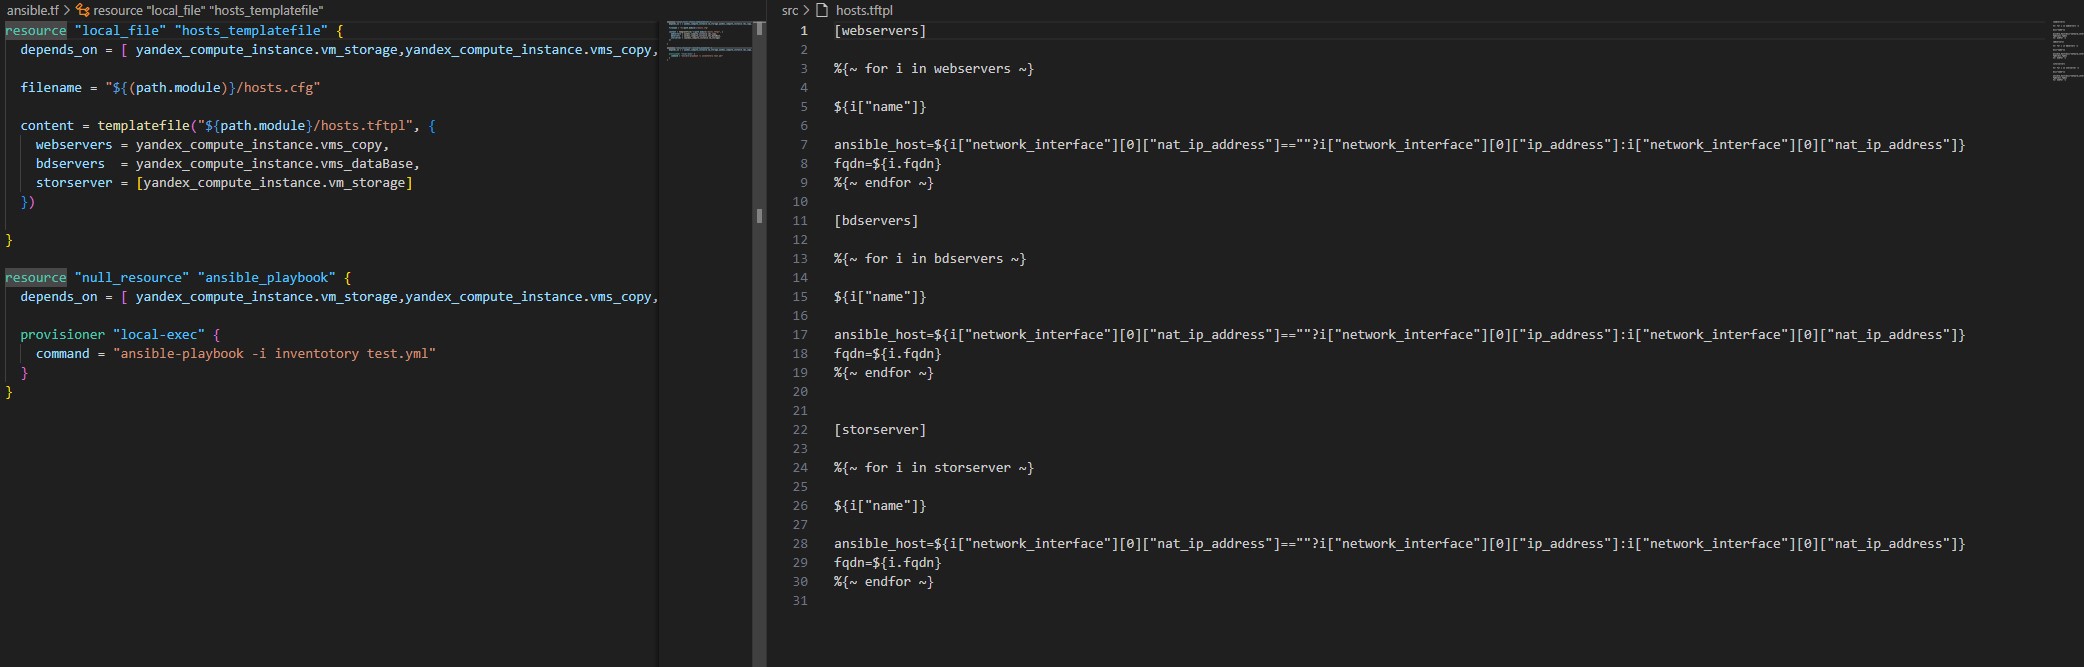 ansible.tf > resource "local_file" "hosts_templatefile"
resource "local_file" "hosts_templatefile" {
depends_on = [ yandex_compute_instance.vm_storage,yandex_compute_instance.vms_copy,
filename = "${(path.module)}/hosts.cfg"
content = templatefile("${path.module}/hosts.tftpl", {
webservers = yandex_compute_instance.vms_copy,
bdservers = yandex_compute_instance.vms_dataBase,
storserver = [yandex_compute_instance.vm_storage]
})
}
resource "null_resource" "ansible_playbook" {
depends_on = [ yandex_compute_instance.vm_storage,yandex_compute_instance.vms_copy,
provisioner "local-exec" {
command = "ansible-playbook -i inventotory test.yml"
}
}
src > hosts.tftpl
1 [webservers]
2
3 %{~ for i in webservers ~}
4
5 ${i["name"]}
6
7 ansible_host=${i["network_interface"][0]["nat_ip_address"]==""?i["network_interface"][0]["ip_address"]:i["network_interface"][0]["nat_ip_address"]}
8 fqdn=${i.fqdn}
9 %{~ endfor ~}
10
11 [bdservers]
12
13 %{~ for i in bdservers ~}
14
15 ${i["name"]}
16
17 ansible_host=${i["network_interface"][0]["nat_ip_address"]==""?i["network_interface"][0]["ip_address"]:i["network_interface"][0]["nat_ip_address"]}
18 fqdn=${i.fqdn}
19 %{~ endfor ~}
20
21
22 [storserver]
23
24 %{~ for i in storserver ~}
25
26 ${i["name"]}
27
28 ansible_host=${i["network_interface"][0]["nat_ip_address"]==""?i["network_interface"][0]["ip_address"]:i["network_interface"][0]["nat_ip_address"]}
29 fqdn=${i.fqdn}
30 %{~ endfor ~}
31